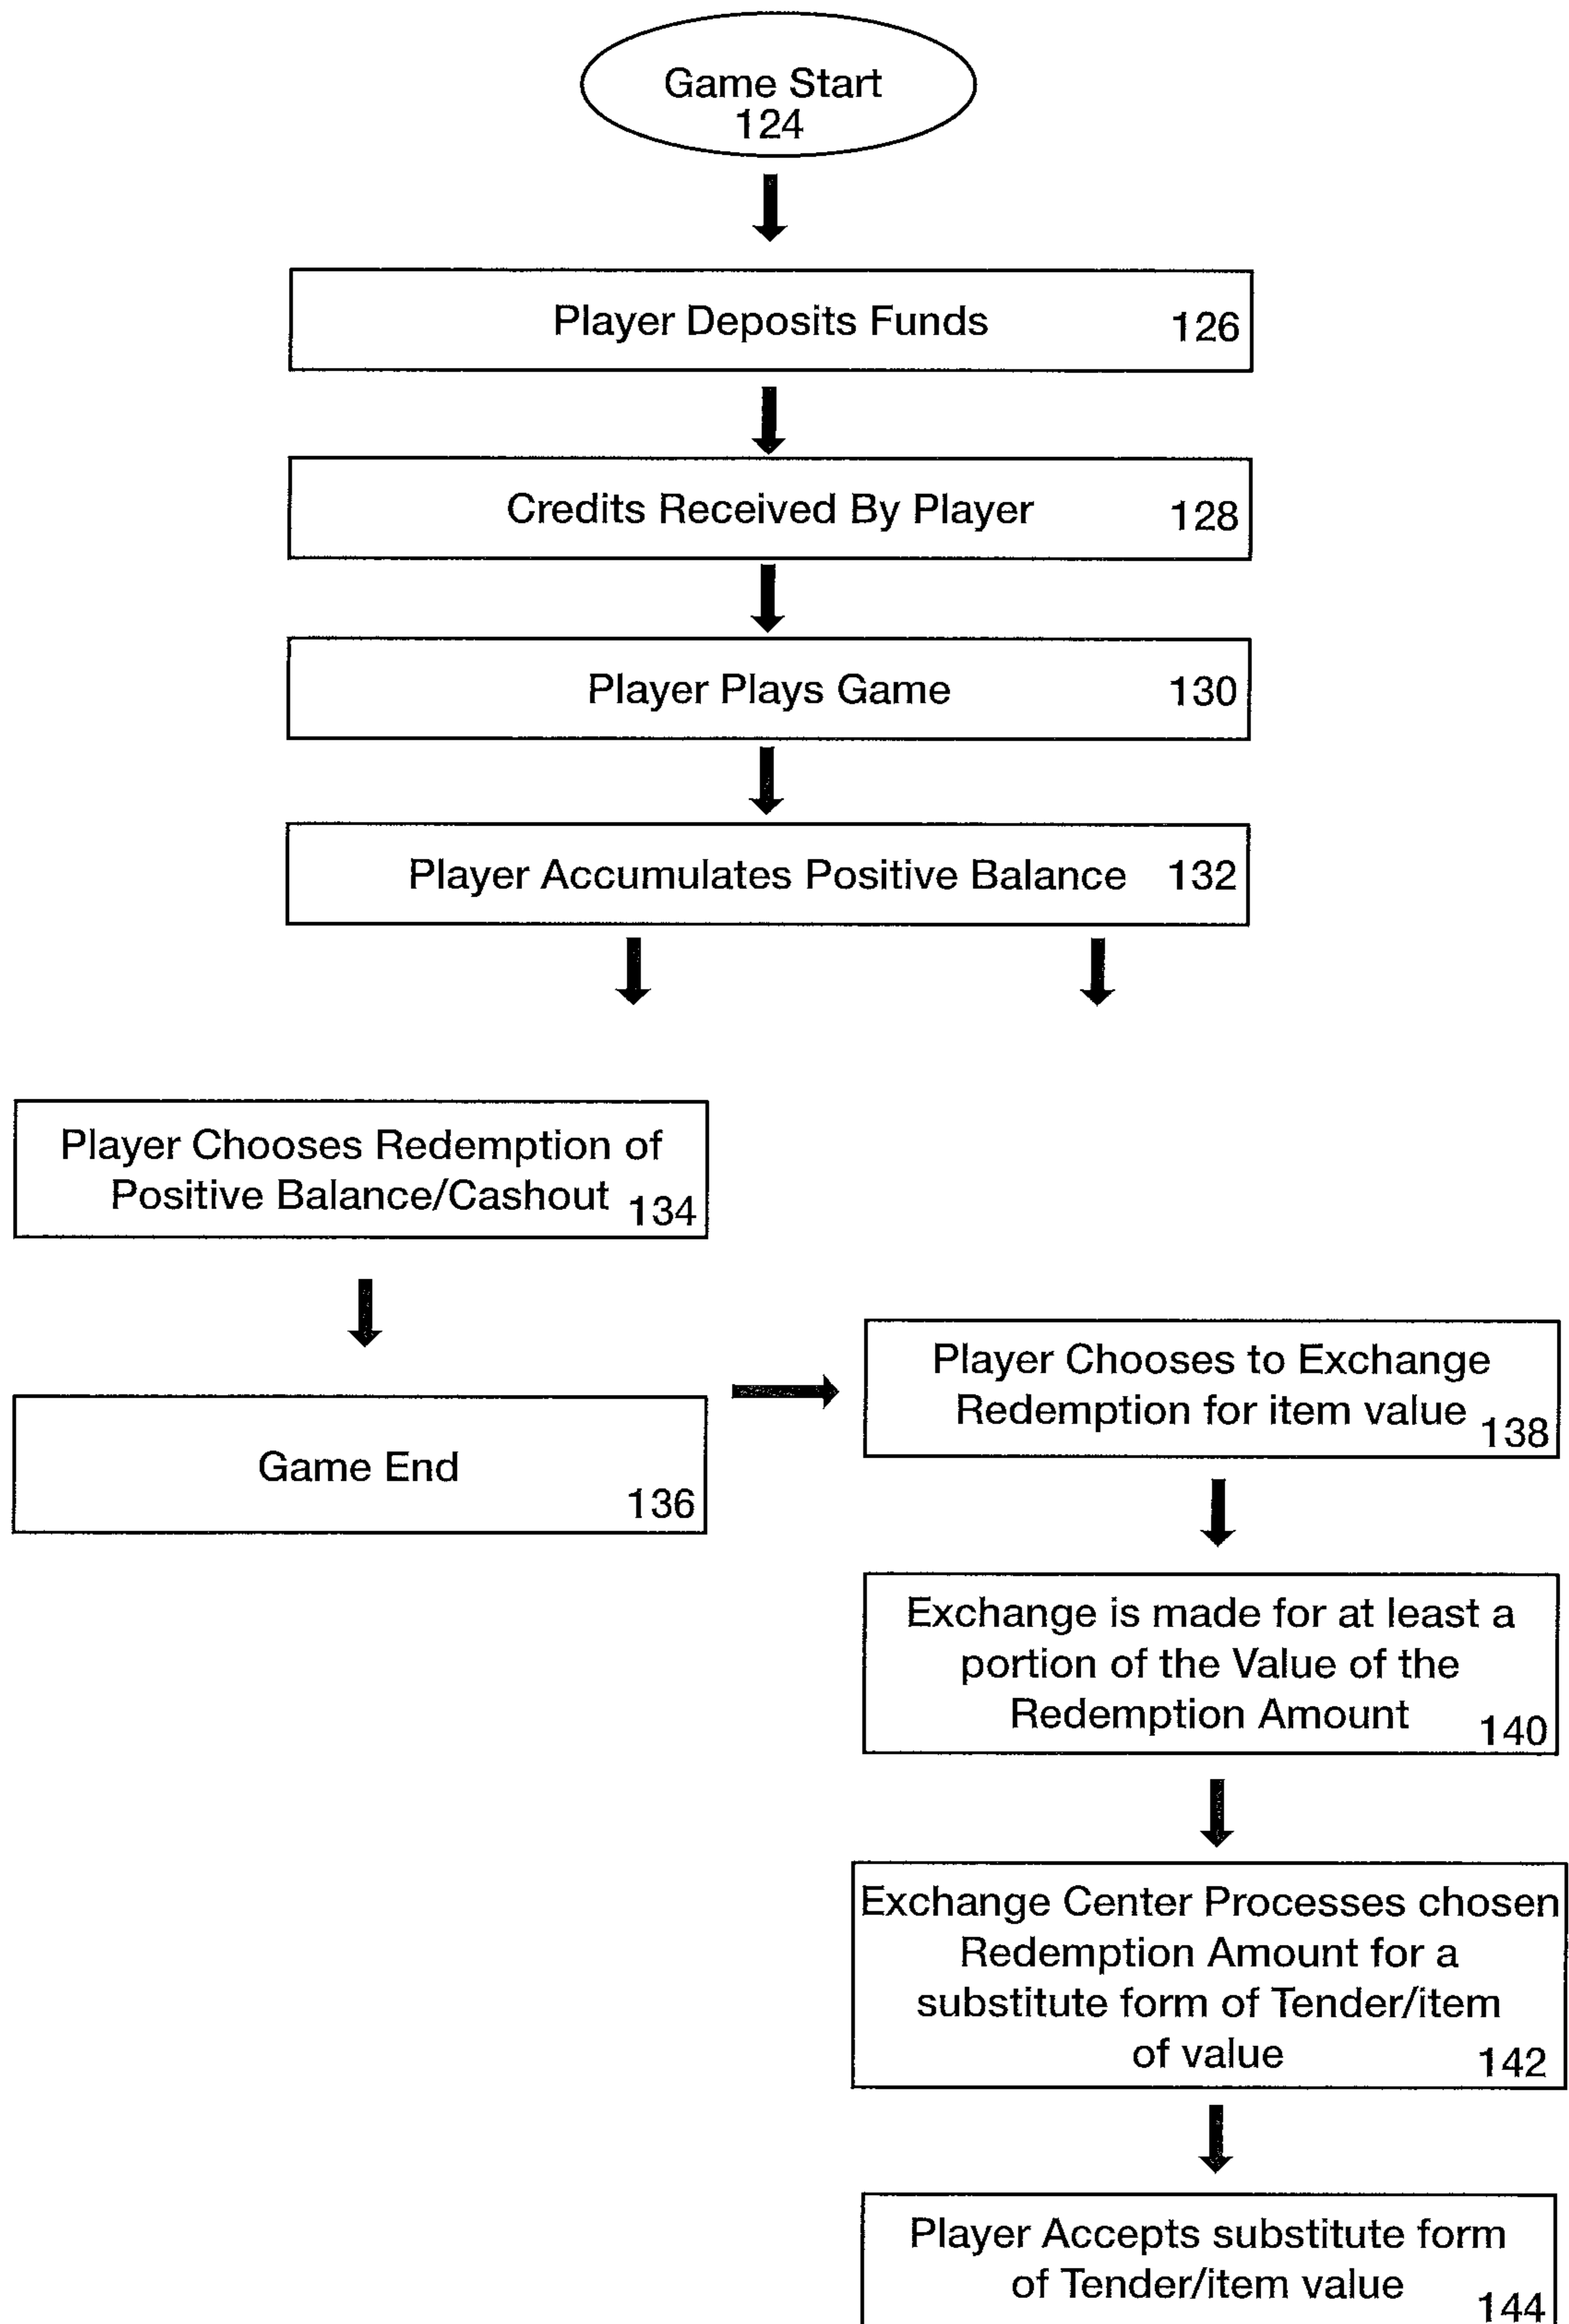 Game Start
124
Player Deposits Funds 126
Credits Received By Player 128
Player Plays Game 130
Player Accumulates Positive Balance 132
Player Chooses Redemption of
Positive Balance/Cashout 134
Game End
136
Player Chooses to Exchange
Redemption for item value 138
Exchange is made for at least a
portion of the Value of the
Redemption Amount 140
Exchange Center Processes chosen
Redemption Amount for a
substitute form of Tender/item
of value 142
Player Accepts substitute form
of Tender/item value 144